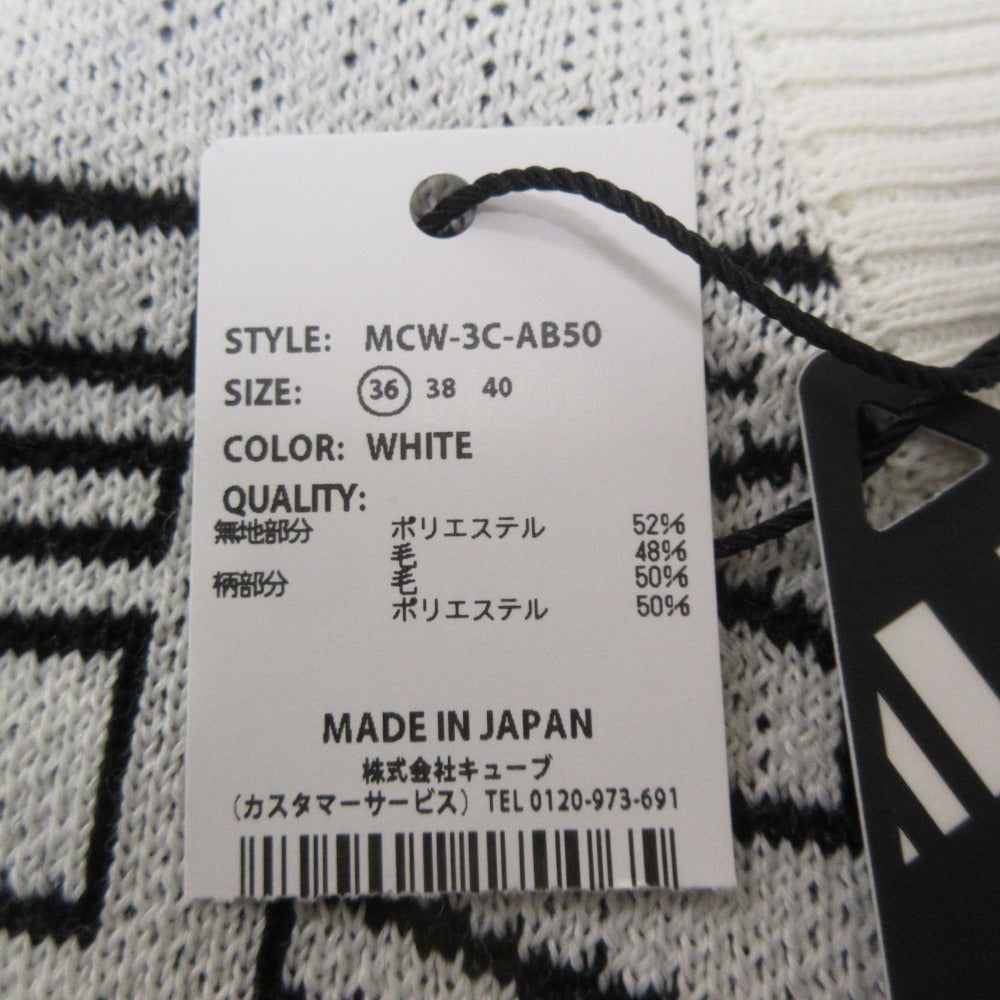 STYLE: MCW-3C-AB50
SIZE: 36 38 40
COLOR: WHITE
QUALITY:
無地部分 ポリエステル 52%
毛 48%
柄部分 毛 50%
ポリエステル 50%
MADE IN JAPAN
株式会社キューブ
（カスタマーサービス）TEL 0120-973-691